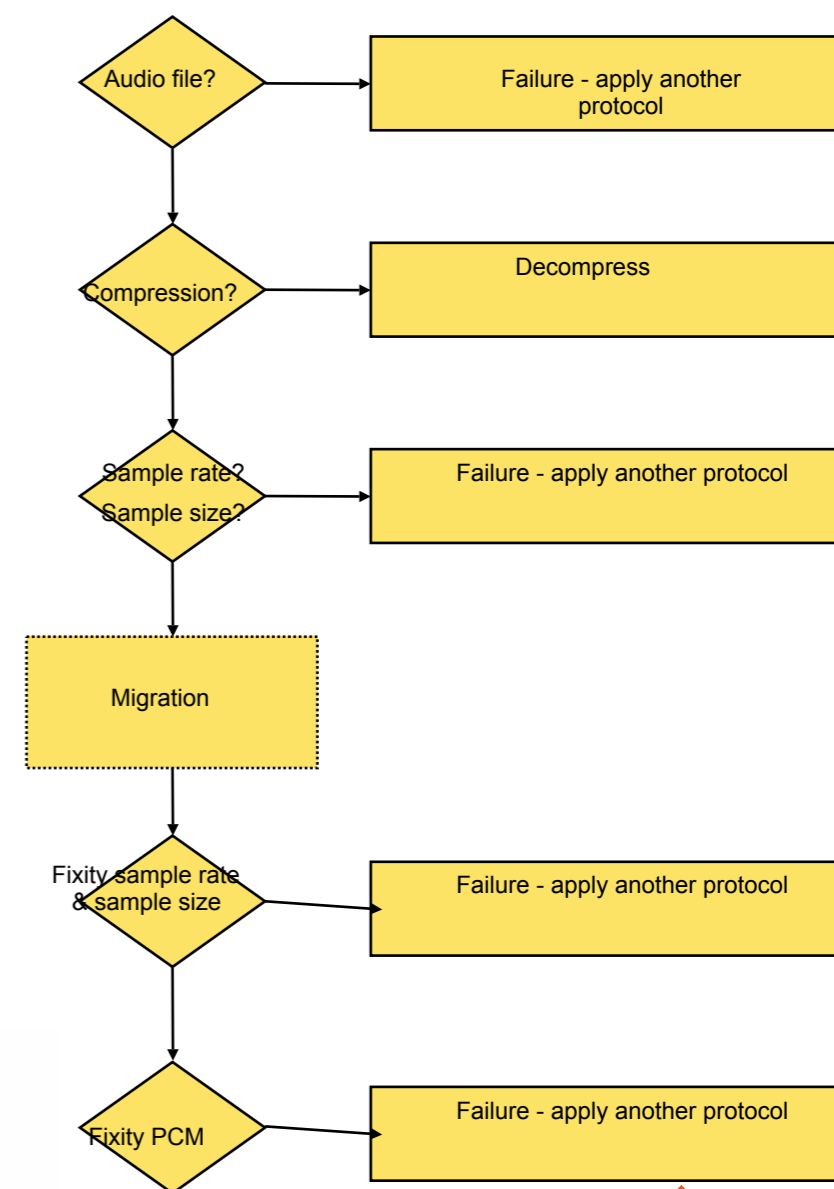 Audio file?
Failure - apply another
protocol
Compression?
Decompress
Sample rate?
Sample size?
Failure - apply another protocol
Migration
Fixity sample rate
& sample size
Failure - apply another protocol
Fixity PCM
Failure - apply another protocol